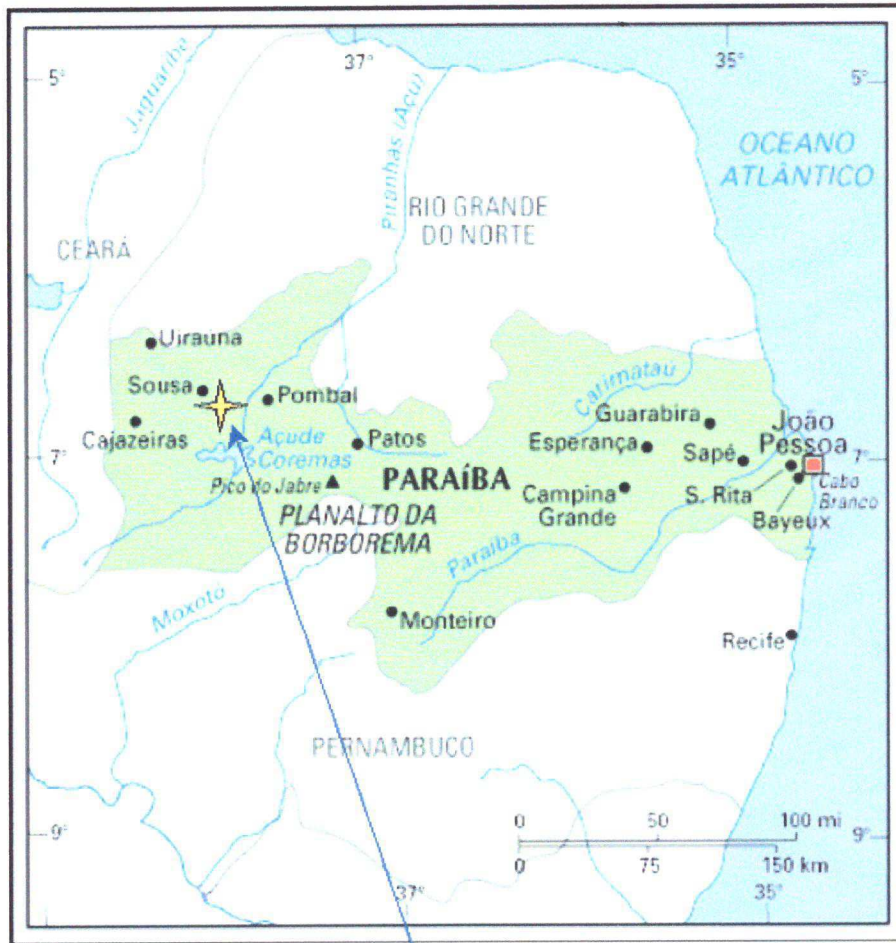 37°
35°
5°
5°
Jaguaribe
Piranhas (Açu)
OCEANO
ATLÂNTICO
RIO GRANDE
DO NORTE
CEARÁ
Uiraúna
Sousa
Pombal
Cajazeiras
Açude
Coremas
Patos
Pico do Jabre
PARAÍBA
PLANALTO DA
BORBOREMA
Curimataú
Guarabira
Esperança
Sapé
João
Pessoa
7°
7°
Campina
Grande
S. Rita
Cabo
Branco
Bayeux
Paraíba
Moxotó
Monteiro
Recife
PERNAMBUCO
0 50 100 mi
0 75 150 km
9°
9°
37°
35°